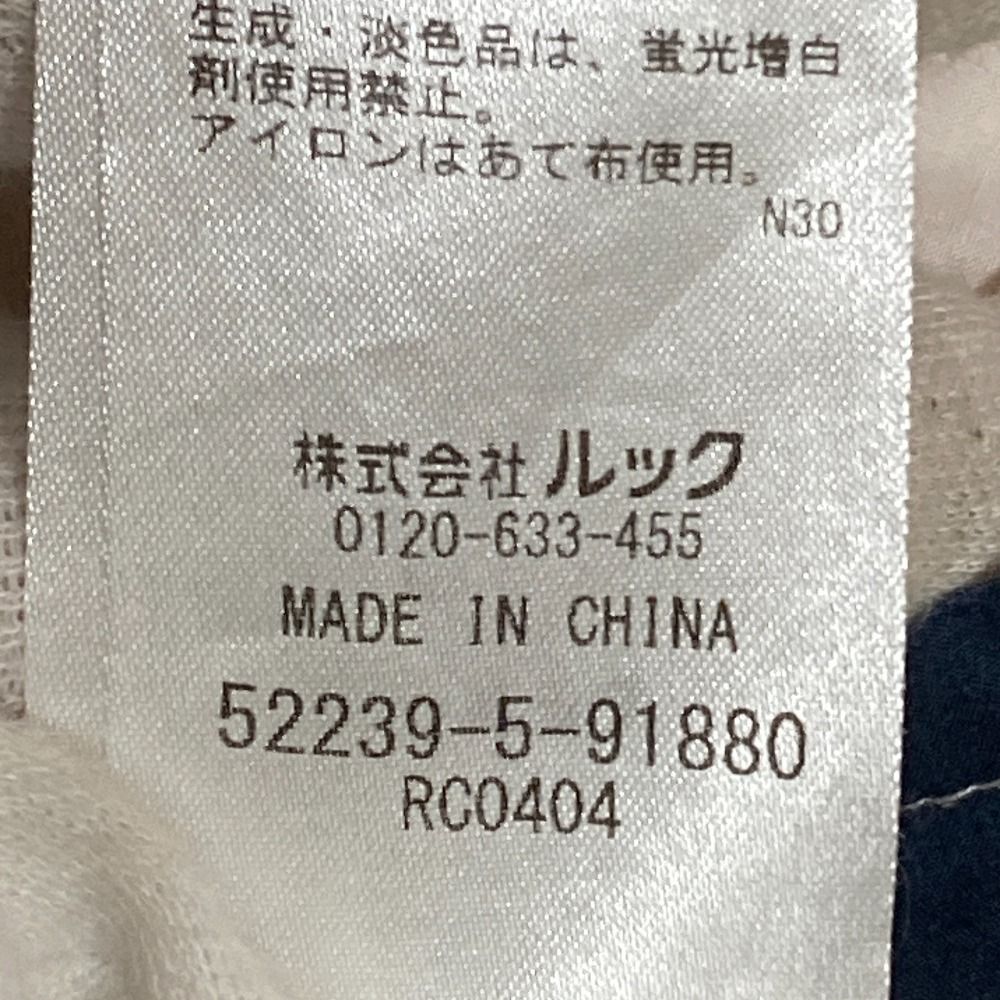 生成・淡色品は、蛍光増白
剤使用禁止。
アイロンはあて布使用。
N30
株式会社ルック
0120-633-455
MADE IN CHINA
52239-5-91880
RC0404